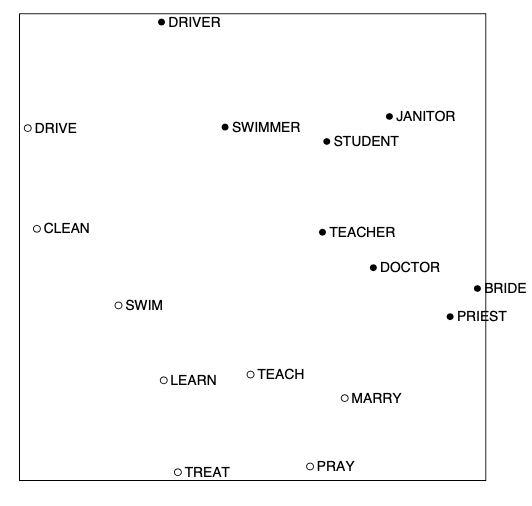 DRIVER
JANITOR
DRIVE
SWIMMER
STUDENT
CLEAN
TEACHER
DOCTOR
BRIDE
SWIM
PRIEST
LEARN
TEACH
MARRY
TREAT
PRAY